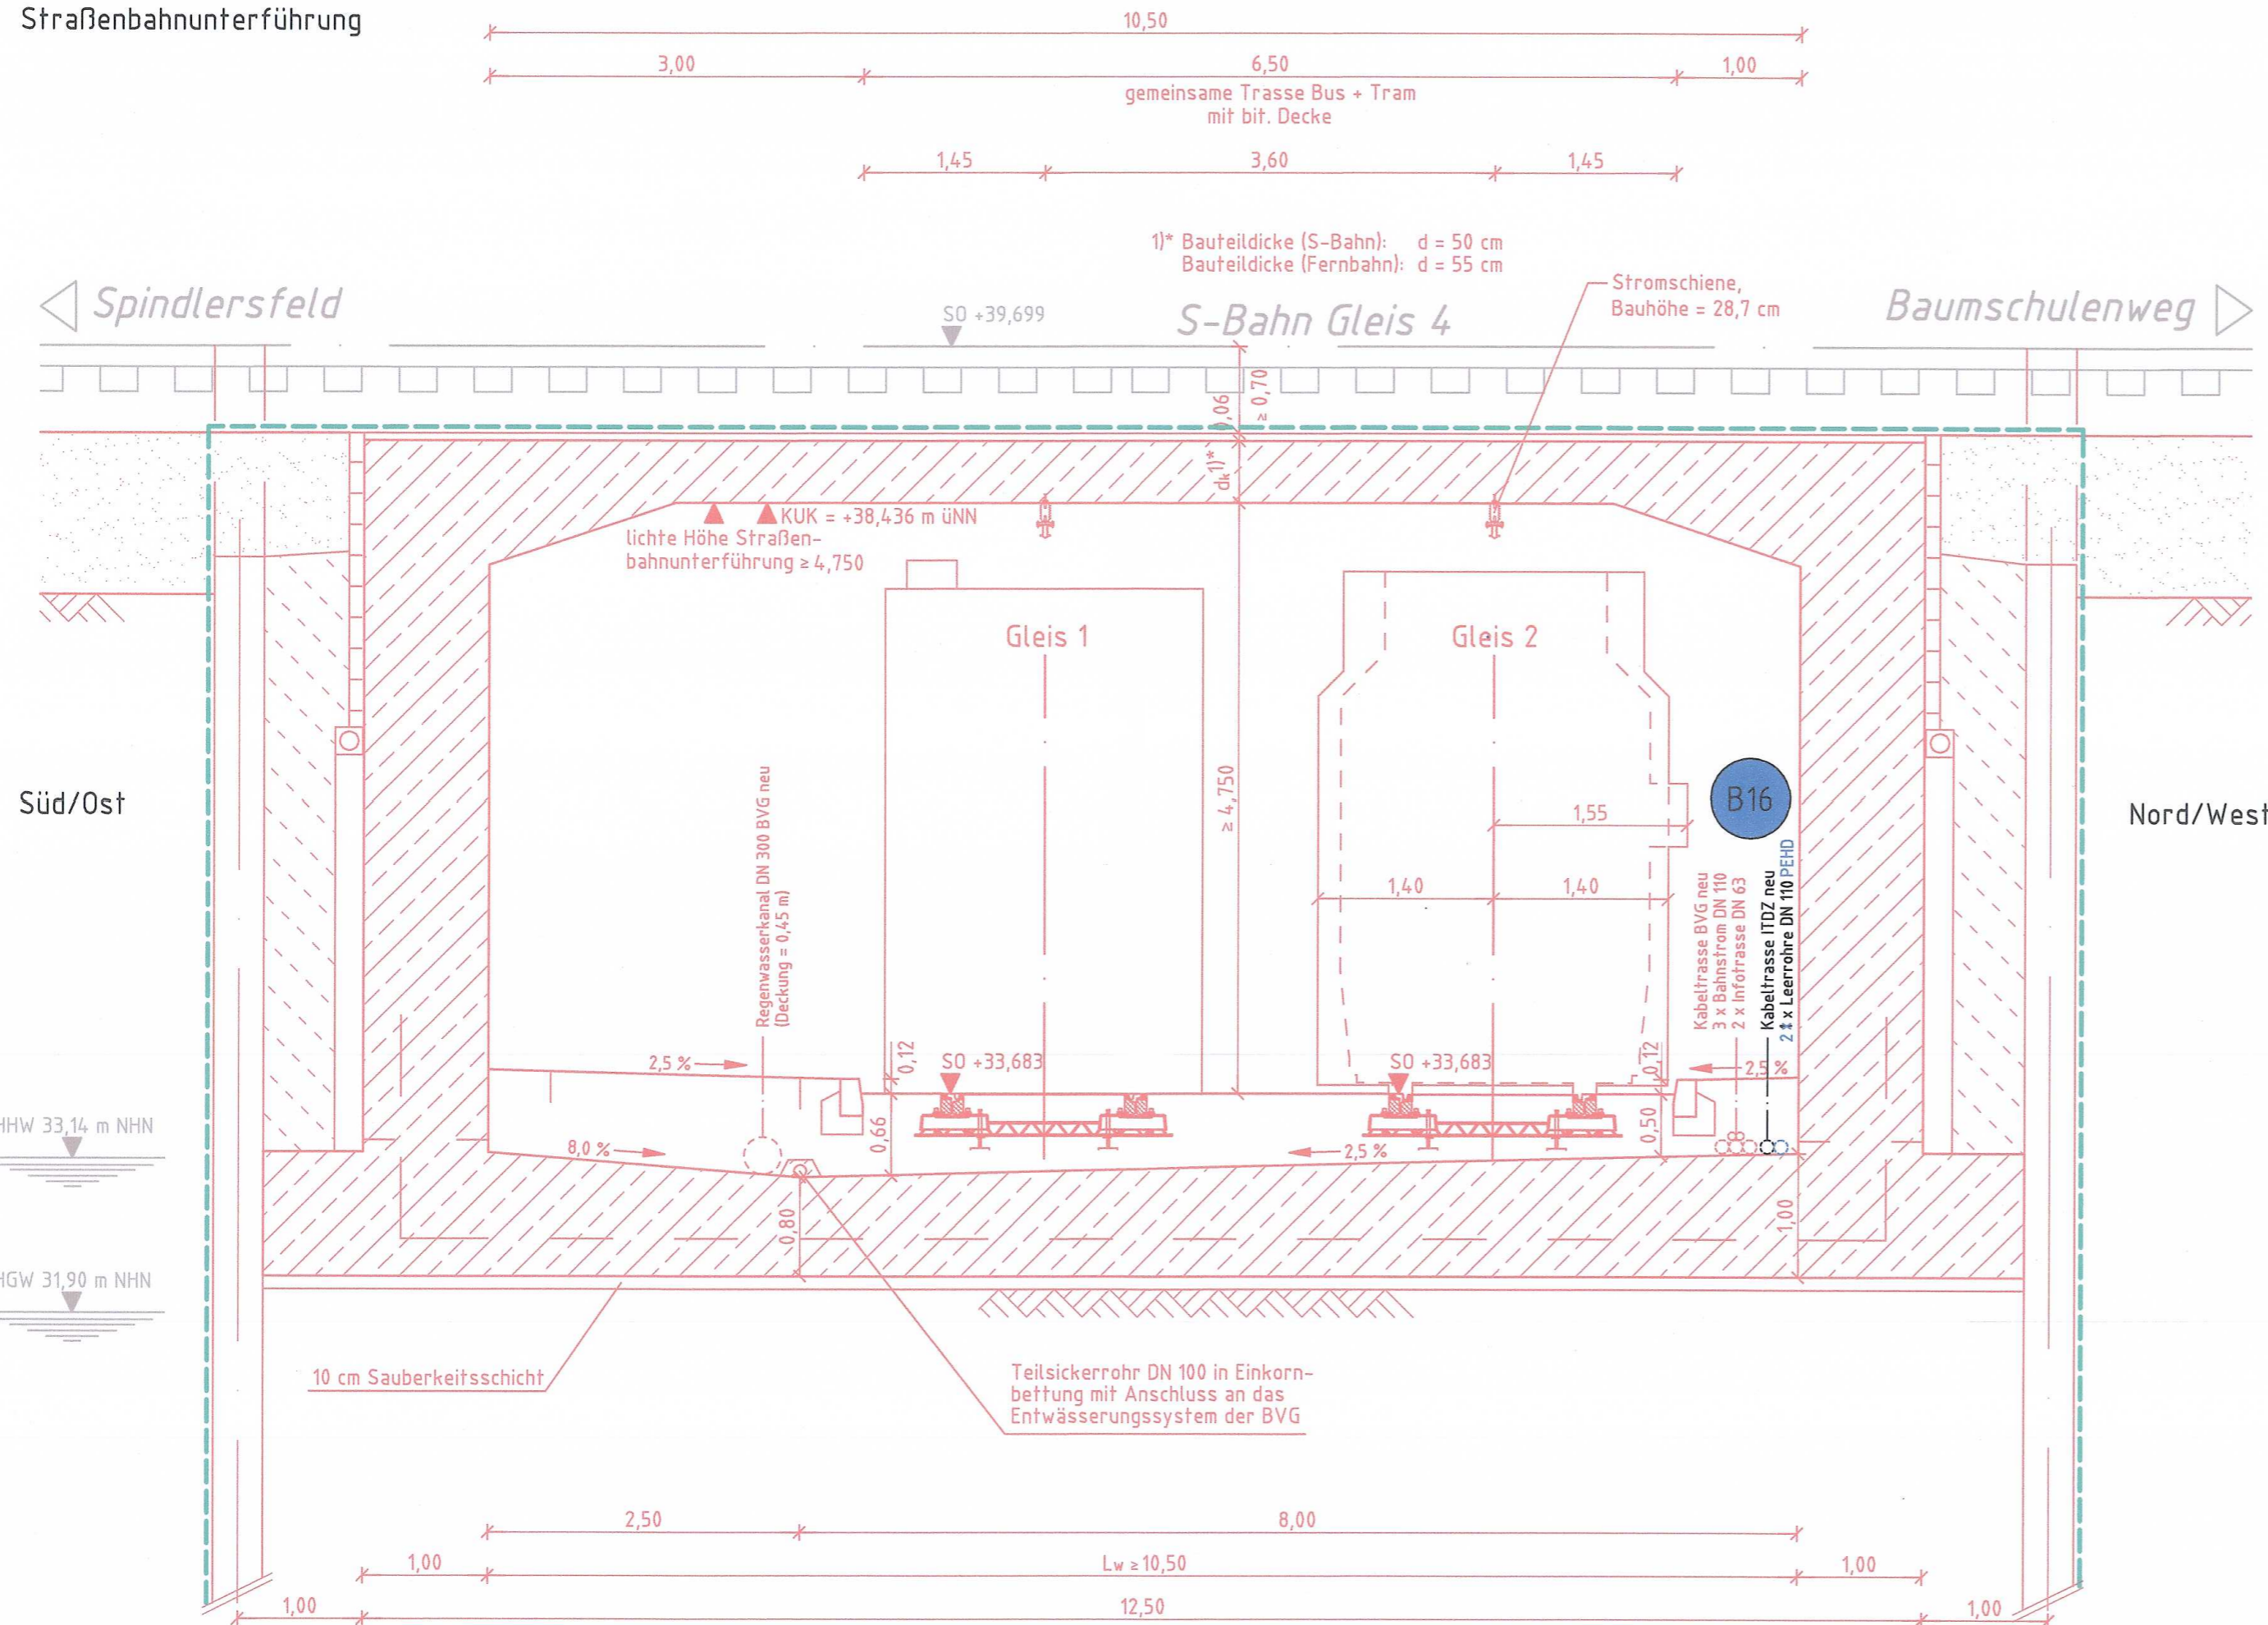 Straßenbahnunterführung
10,50
3,00
6,50
1,00
gemeinsame Trasse Bus + Tram
mit bit. Decke
1,45
3,60
1,45
1)* Bauteildicke (S-Bahn): d = 50 cm
Bauteildicke (Fernbahn): d = 55 cm
Stromschiene,
Bauhöhe = 28,7 cm
Spindlersfeld
SO +39,699
S-Bahn Gleis 4
Baumschulenweg
≥ 0,70
dk 1)*
KUK = +38,436 m üNN
lichte Höhe Straßen-
bahnunterführung ≥ 4,750
Gleis 1
Gleis 2
Süd/Ost
Nord/West
B16
≥ 4,750
1,55
1,40
1,40
Regenwasserkanal DN 300 BVG neu
(Deckung = 0,45 m)
Kabeltrasse BVG neu
3 x Bahnstrom DN 110
2 x Infotrasse DN 63
Kabeltrasse ITDZ neu
2 x Leerrohre DN 110 PEHD
2,5 %
0,12
SO +33,683
SO +33,683
0,12
2,5 %
HHW 33,14 m NHN
8,0 %
0,66
2,5 %
0,50
0,80
1,00
HGW 31,90 m NHN
10 cm Sauberkeitsschicht
Teilsickerrohr DN 100 in Einkorn-
bettung mit Anschluss an das
Entwässerungssystem der BVG
2,50
8,00
1,00
Lw ≥ 10,50
1,00
1,00
12,50
1,00